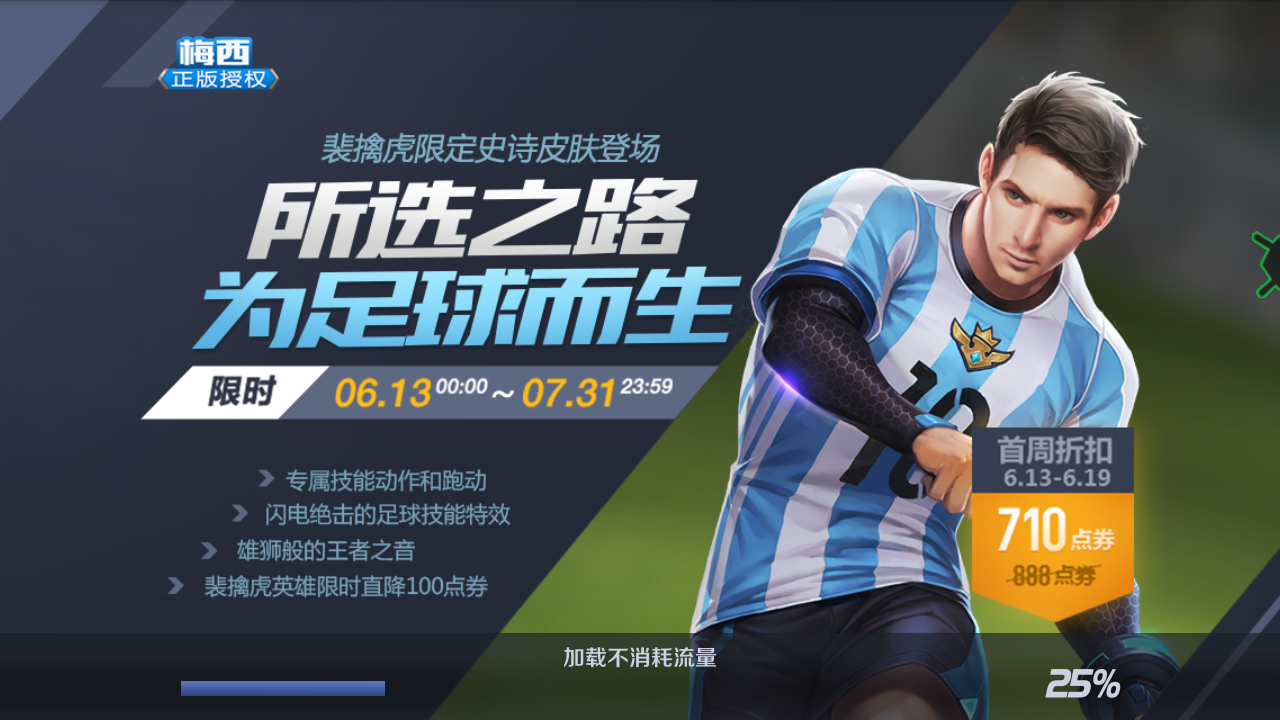 梅西
正版授权
裴擒虎限定史诗皮肤登场
所选之路
为足球而生
限时 06.13 00:00 ~ 07.31 23:59
专属技能动作和跑动
闪电绝击的足球技能特效
雄狮般的王者之音
裴擒虎英雄限时直降100点券
10
首周折扣
6.13-6.19
710点券
888点券
加载不消耗流量
25%